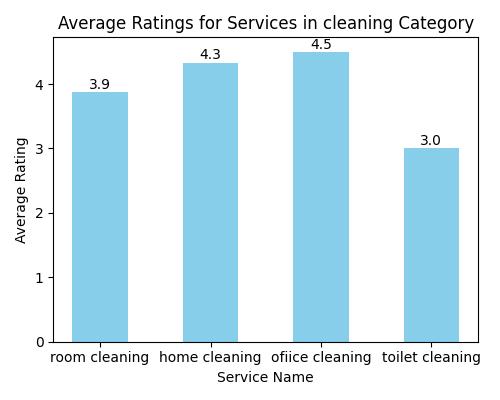 Average Ratings for Services in cleaning Category
4.5
4.3
3.9
3.0
4
3
2
1
0
Average Rating
room cleaning home cleaning ofiice cleaning toilet cleaning
Service Name